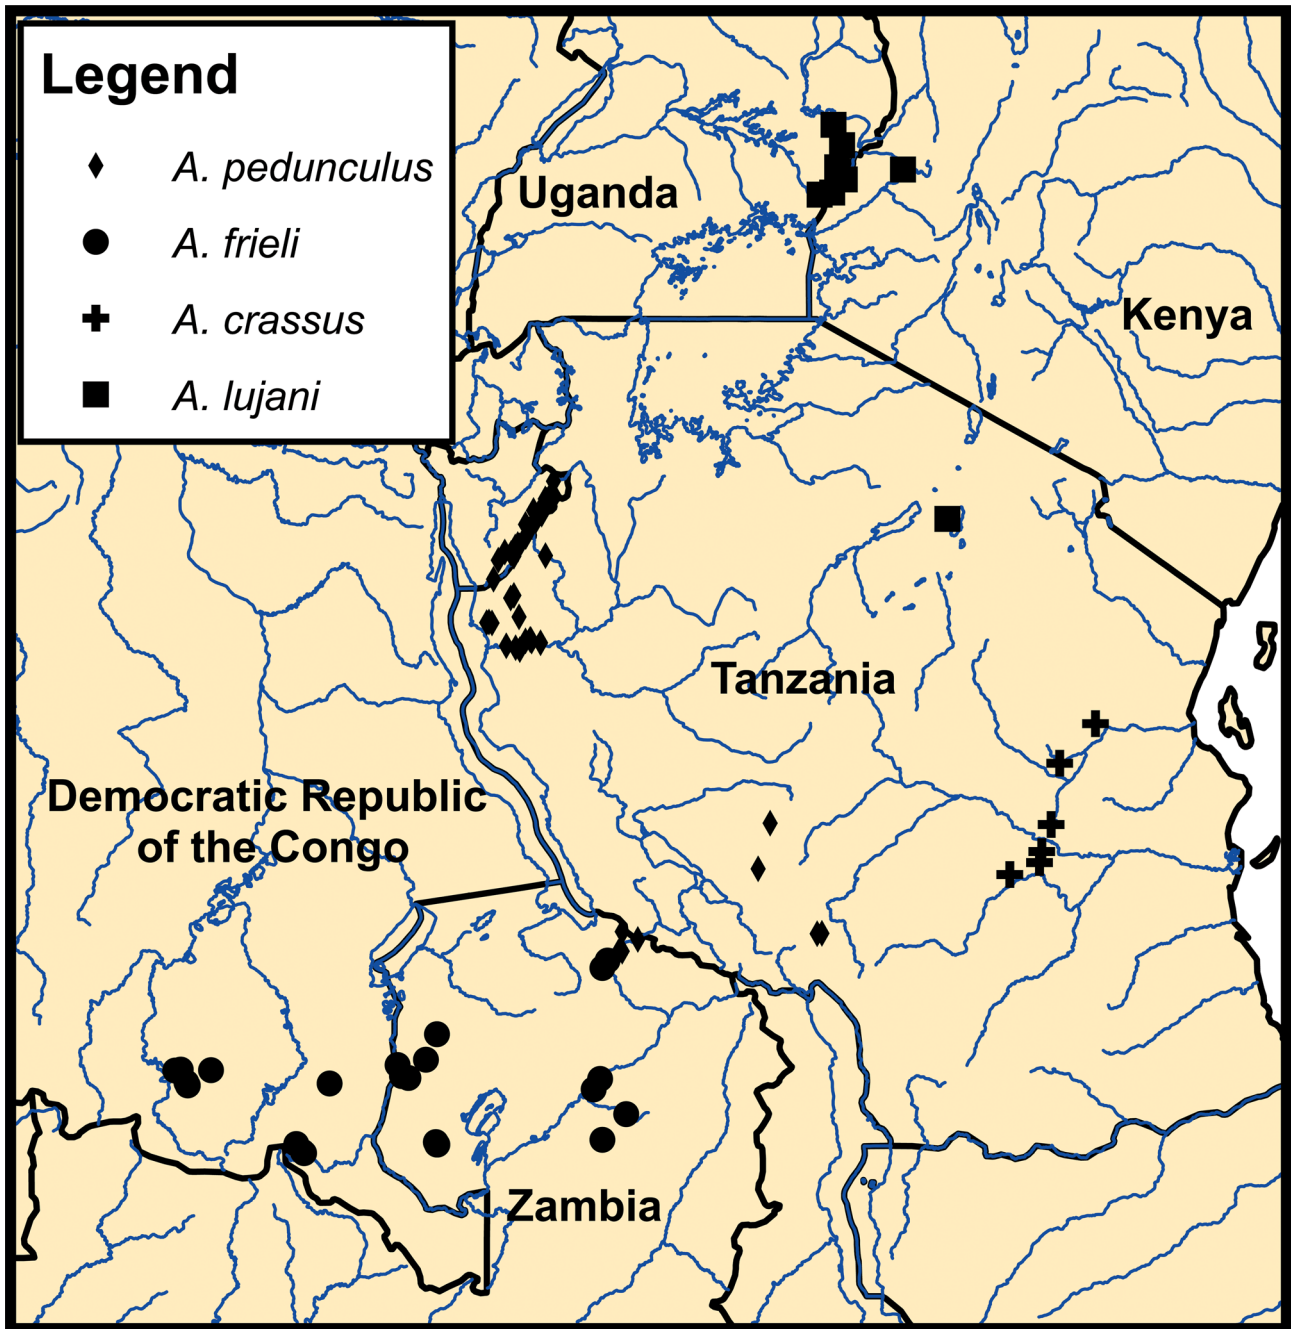 Legend
A. pedunculus
A. frieli
A. crassus
A. lujani
Uganda
Kenya
Tanzania
Democratic Republic
of the Congo
Zambia